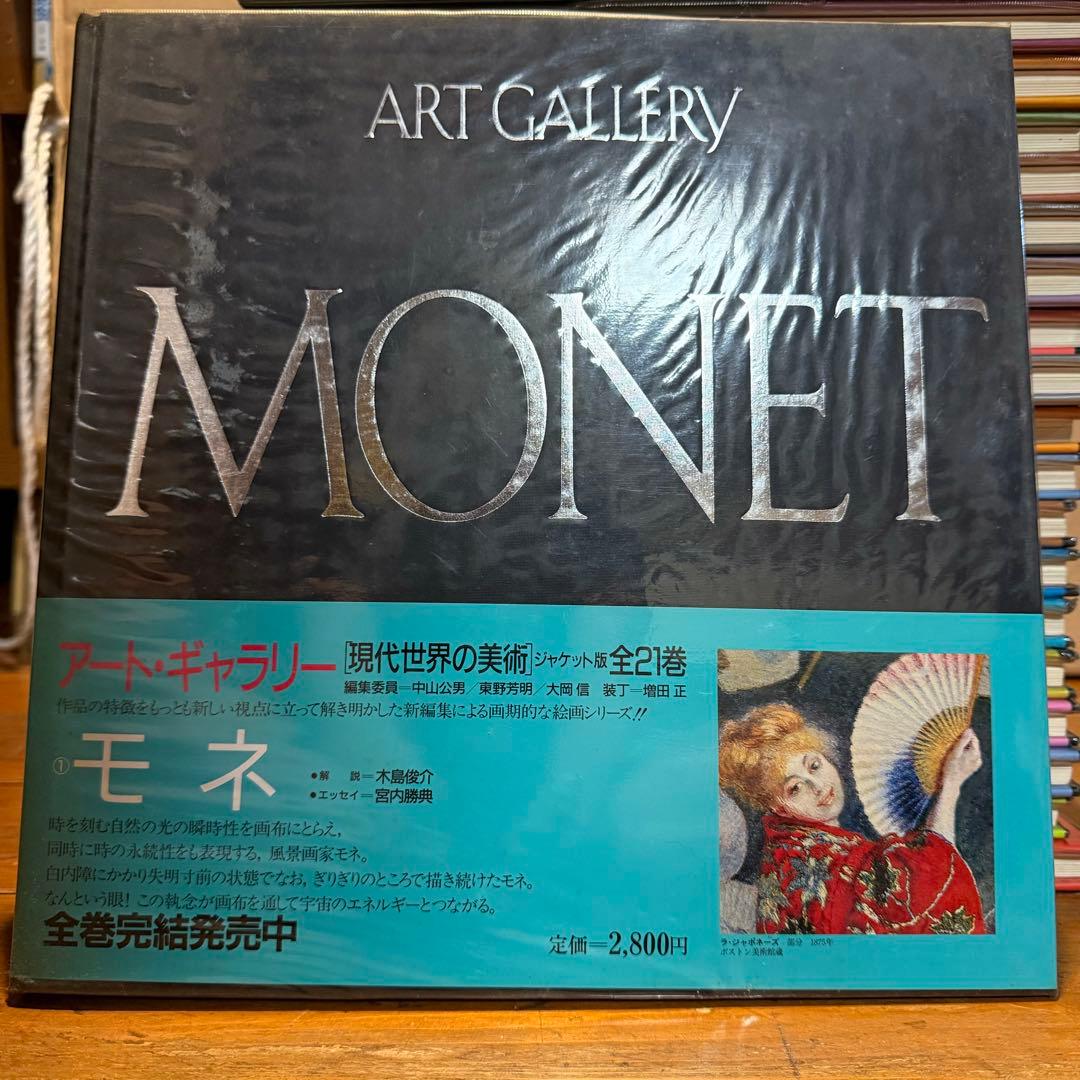 ART GALLERY
MONET
アート・ギャラリー［現代世界の美術］ジャケット版 全21巻
編集委員＝中山公男／東野芳明／大岡 信 装丁＝増田 正
作品の特徴をもっとも新しい視点に立って解き明かした新編集による画期的な絵画シリーズ!!
①モネ
●解 説＝木島俊介
●エッセイ＝宮内勝典
時を刻む自然の光の瞬時性を画布にとらえ，
同時に時の永続性をも表現する，風景画家モネ。
白内障にかかり失明寸前の状態でなお，ぎりぎりのところで描き続けたモネ。
なんという眼！この執念が画布を通して宇宙のエネルギーとつながる。
全巻完結発売中
定価＝2,800円
ラ・ジャポネーズ 部分 1875年
ボストン美術館蔵